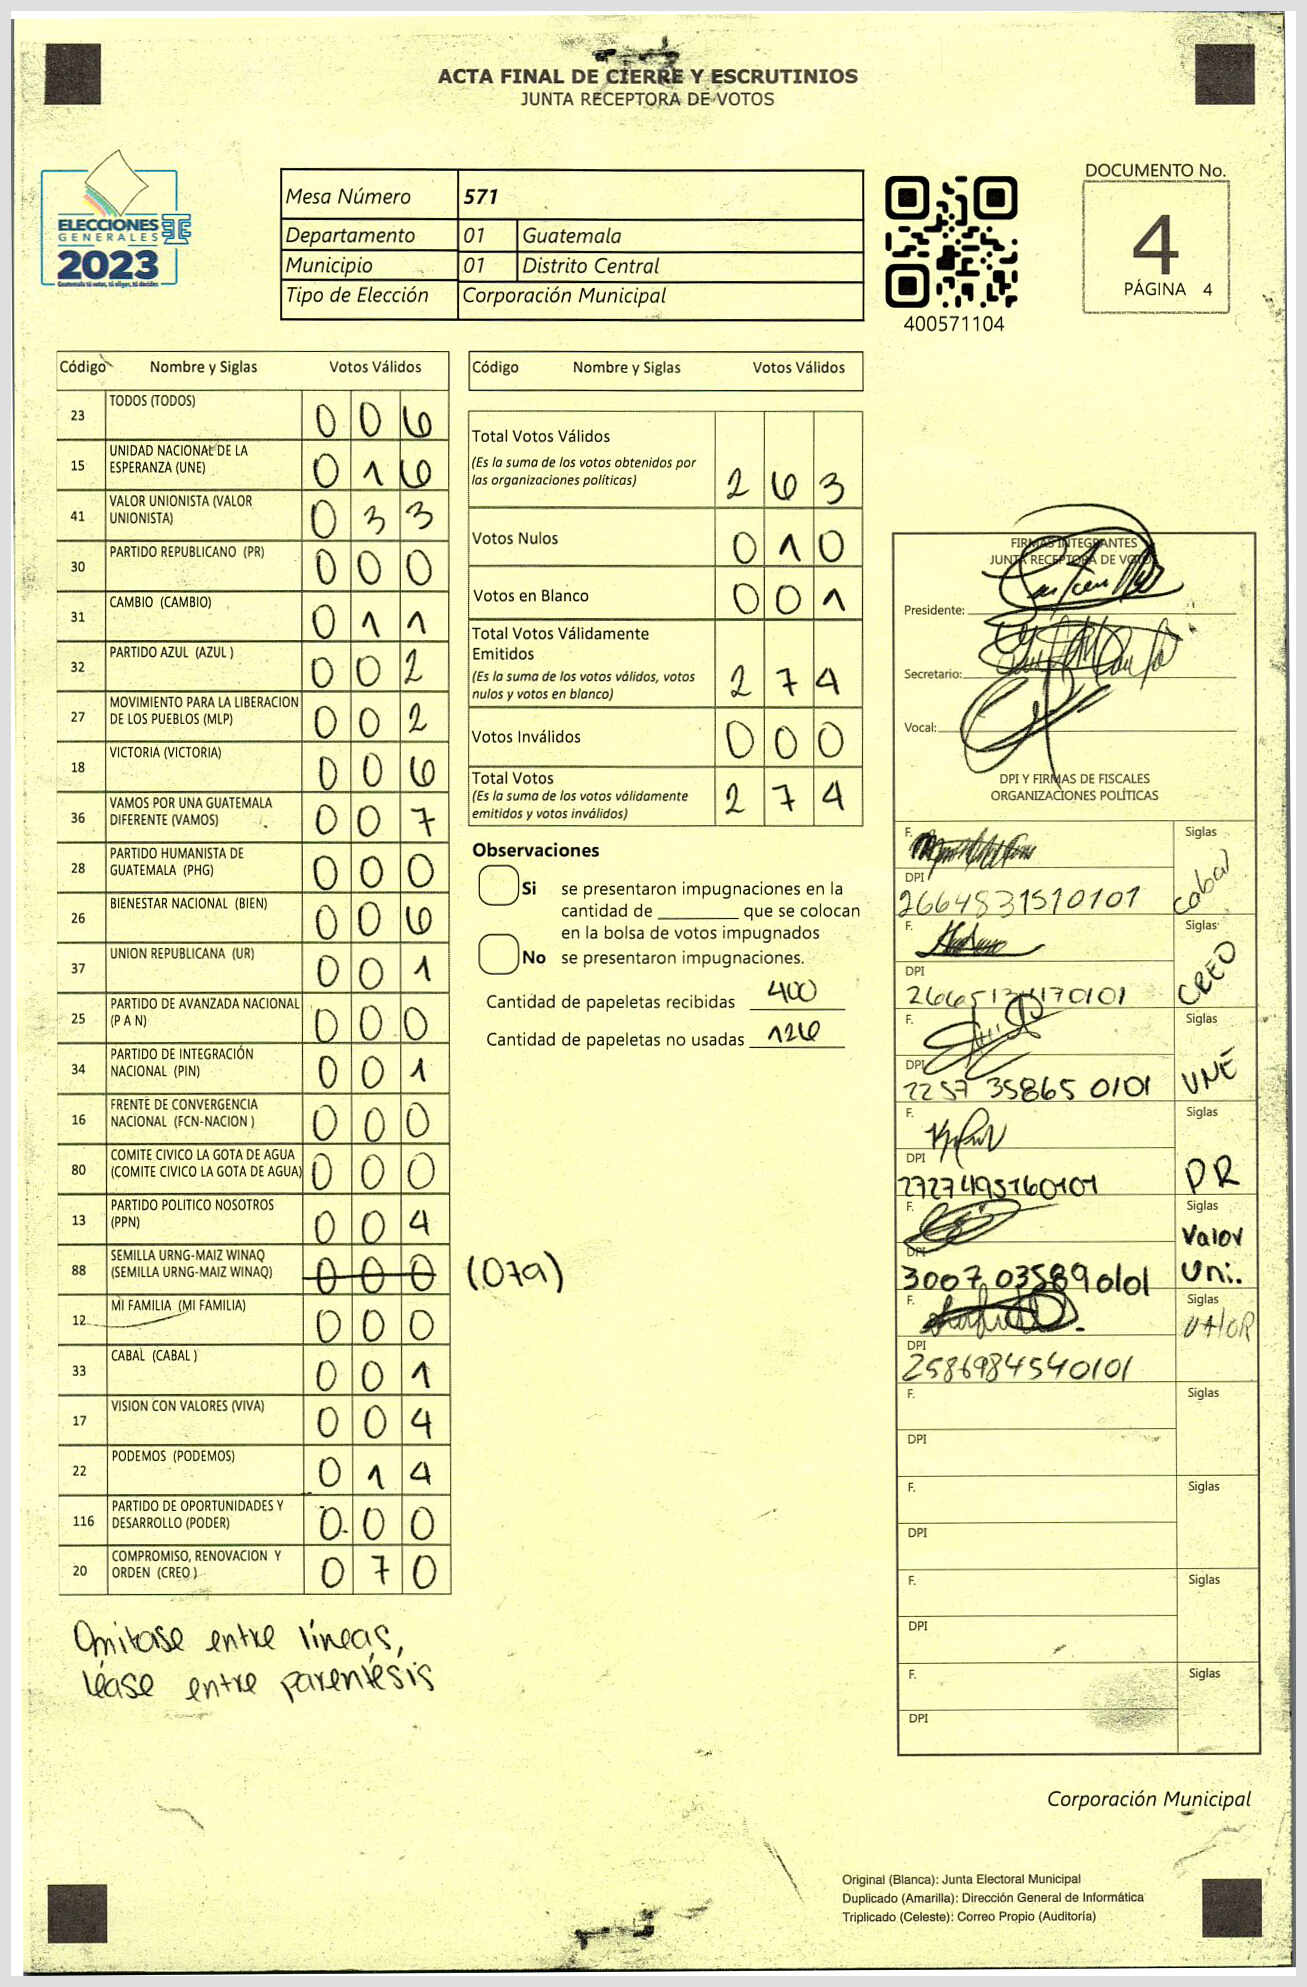 ACTA FINAL DE CIERRE Y ESCRUTINIOS
JUNTA RECEPTORA DE VOTOS
ELECCIONES
GENERALES
2023
Guatemala tú votas, tú eliges, tú decides
Mesa Número 571
Departamento 01 Guatemala
Municipio 01 Distrito Central
Tipo de Elección Corporación Municipal
400571104
DOCUMENTO No.
4
PÁGINA 4
Código Nombre y Siglas Votos Válidos
23 TODOS (TODOS) 0 0 6
15 UNIDAD NACIONAL DE LA ESPERANZA (UNE) 0 1 6
41 VALOR UNIONISTA (VALOR UNIONISTA) 0 3 3
30 PARTIDO REPUBLICANO (PR) 0 0 0
31 CAMBIO (CAMBIO) 0 1 1
32 PARTIDO AZUL (AZUL ) 0 0 2
27 MOVIMIENTO PARA LA LIBERACION DE LOS PUEBLOS (MLP) 0 0 2
18 VICTORIA (VICTORIA) 0 0 6
36 VAMOS POR UNA GUATEMALA DIFERENTE (VAMOS) 0 0 7
28 PARTIDO HUMANISTA DE GUATEMALA (PHG) 0 0 0
26 BIENESTAR NACIONAL (BIEN) 0 0 6
37 UNION REPUBLICANA (UR) 0 0 1
25 PARTIDO DE AVANZADA NACIONAL (P A N) 0 0 0
34 PARTIDO DE INTEGRACIÓN NACIONAL (PIN) 0 0 1
16 FRENTE DE CONVERGENCIA NACIONAL (FCN-NACION ) 0 0 0
80 COMITE CIVICO LA GOTA DE AGUA (COMITE CIVICO LA GOTA DE AGUA) 0 0 0
13 PARTIDO POLITICO NOSOTROS (PPN) 0 0 4
88 SEMILLA URNG-MAIZ WINAQ (SEMILLA URNG-MAIZ WINAQ) 0 0 0 (079)
12 MI FAMILIA (MI FAMILIA) 0 0 0
33 CABAL (CABAL ) 0 0 1
17 VISION CON VALORES (VIVA) 0 0 4
22 PODEMOS (PODEMOS) 0 1 4
116 PARTIDO DE OPORTUNIDADES Y DESARROLLO (PODER) 0 0 0
20 COMPROMISO, RENOVACION Y ORDEN (CREO ) 0 7 0
Omitase entre líneas,
léase entre parentésis
Código Nombre y Siglas Votos Válidos
Total Votos Válidos 2 6 3
(Es la suma de los votos obtenidos por
las organizaciones políticas)
Votos Nulos 0 1 0
Votos en Blanco 0 0 1
Total Votos Válidamente
Emitidos 2 7 4
(Es la suma de los votos válidos, votos
nulos y votos en blanco)
Votos Inválidos 0 0 0
Total Votos 2 7 4
(Es la suma de los votos válidamente
emitidos y votos inválidos)
Observaciones
Si se presentaron impugnaciones en la
cantidad de ________ que se colocan
en la bolsa de votos impugnados
No se presentaron impugnaciones.
Cantidad de papeletas recibidas 400
Cantidad de papeletas no usadas 126
FIRMAS INTEGRANTES
JUNTA RECEPTORA DE VOTOS
Presidente:
Secretario:
Vocal:
DPI Y FIRMAS DE FISCALES
ORGANIZACIONES POLÍTICAS
F. Siglas
DPI Cabal
2664831510101
F. Siglas
DPI CREO
F. Siglas
DPI UNE
2257 35865 0101
F. Siglas
DPI PR
2727495160101
F. Siglas
DPI Valor Uni.
3007 03589 0101
F. Siglas
DPI VALOR
2586984540101
F. Siglas
DPI
F. Siglas
DPI
F. Siglas
DPI
F. Siglas
DPI
Corporación Municipal
Original (Blanca): Junta Electoral Municipal
Duplicado (Amarilla): Dirección General de Informática
Triplicado (Celeste): Correo Propio (Auditoría)